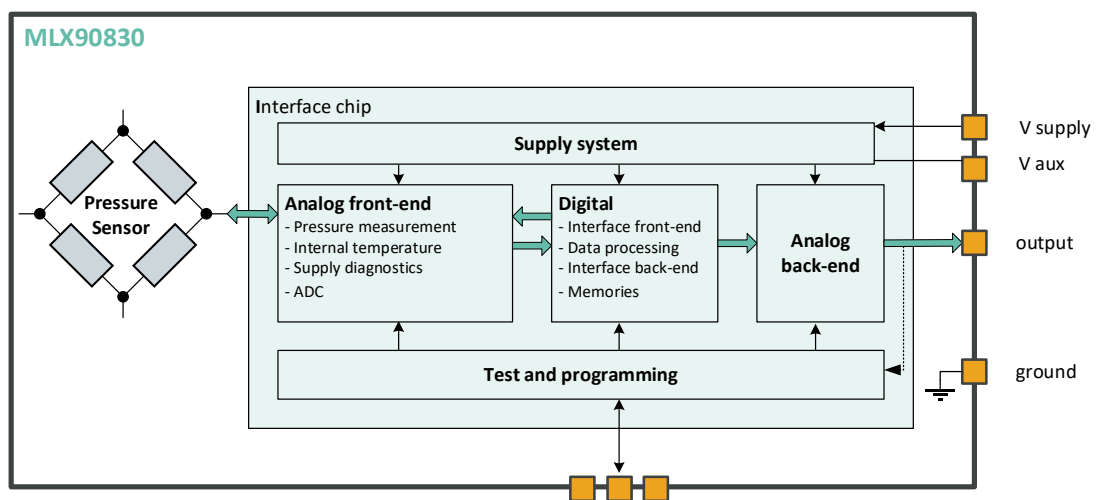 MLX90830
Interface chip
V supply
Supply system
V aux
Pressure
Sensor
Analog front-end
- Pressure measurement
- Internal temperature
- Supply diagnostics
- ADC
Digital
- Interface front-end
- Data processing
- Interface back-end
- Memories
Analog
back-end
output
Test and programming
ground